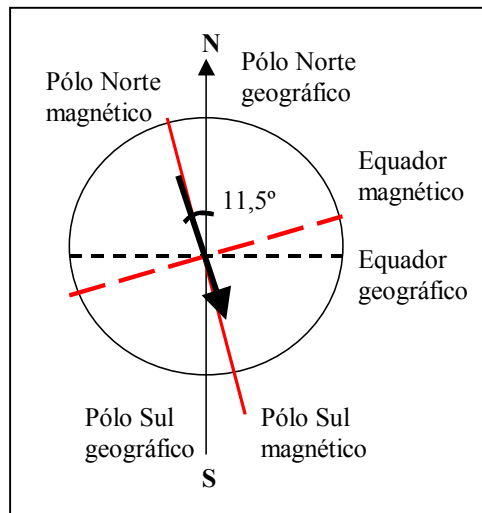 N
Pólo Norte
magnético
Pólo Norte
geográfico
Equador
magnético
11,5º
Equador
geográfico
Pólo Sul
geográfico
Pólo Sul
magnético
S